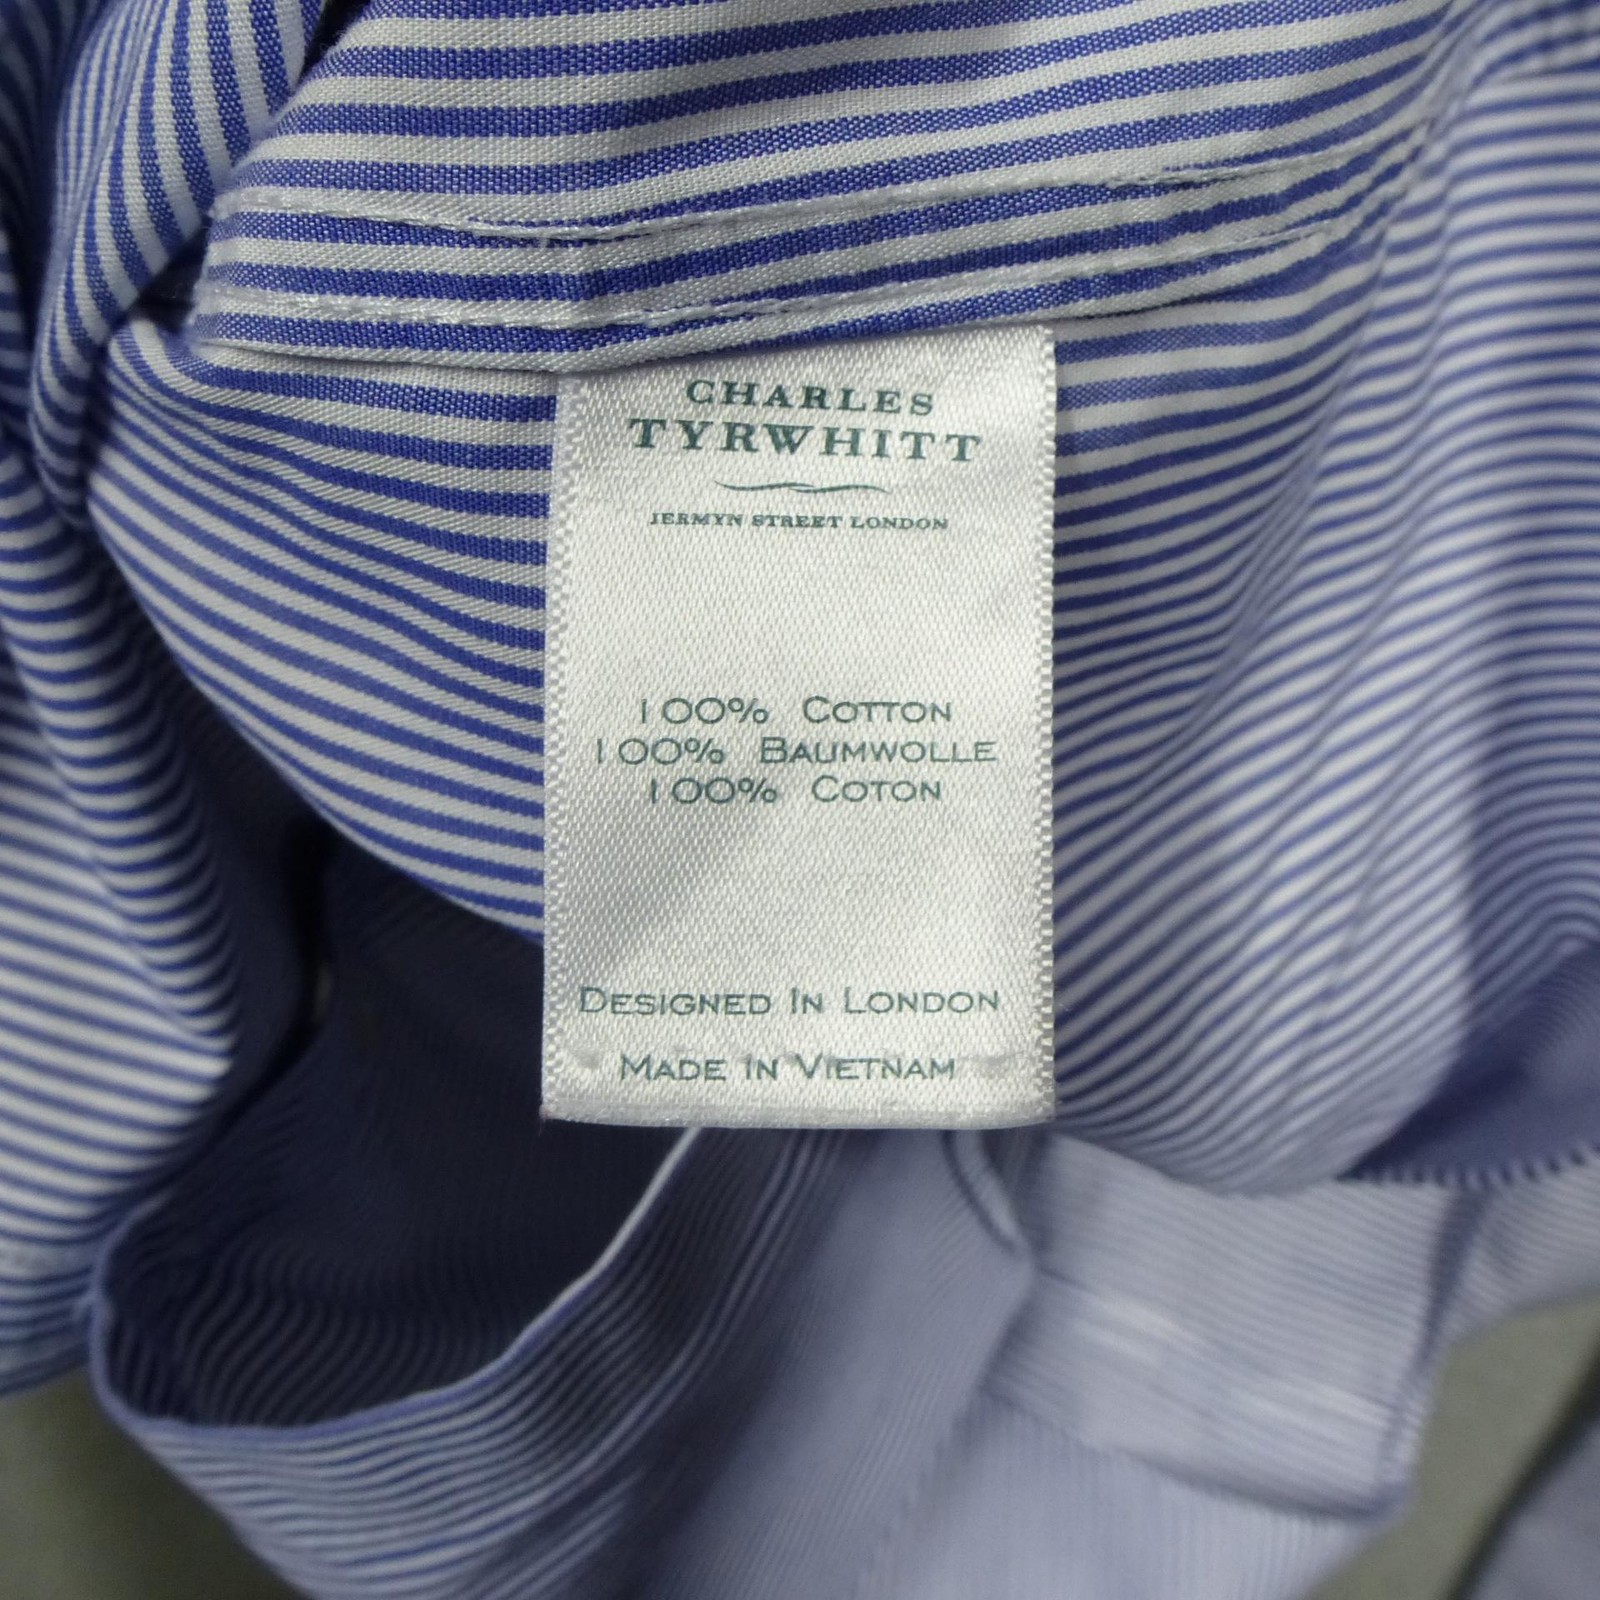 CHARLES
TYRWHITT
JERMYN STREET LONDON
100% COTTON
100% BAUMWOLLE
100% COTON
DESIGNED IN LONDON
MADE IN VIETNAM